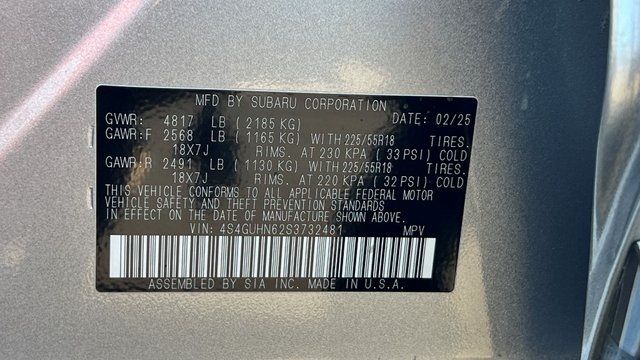 MFD BY SUBARU CORPORATION
GVWR: 4817 LB (2185 KG) DATE: 02/25
GAWR:F 2568 LB (1165 KG) WITH 225/55R18 TIRES.
18X7J RIMS. AT 230 KPA (33 PSI) COLD
GAWR:R 2491 LB (1130 KG) WITH 225/55R18 TIRES.
18X7J RIMS. AT 220 KPA (32 PSI) COLD
THIS VEHICLE CONFORMS TO ALL APPLICABLE FEDERAL MOTOR
VEHICLE SAFETY AND THEFT PREVENTION STANDARDS
IN EFFECT ON THE DATE OF MANUFACTURE SHOWN ABOVE.
VIN: 4S4GUHN62S3732481 MPV
ASSEMBLED BY SIA INC. MADE IN U.S.A.